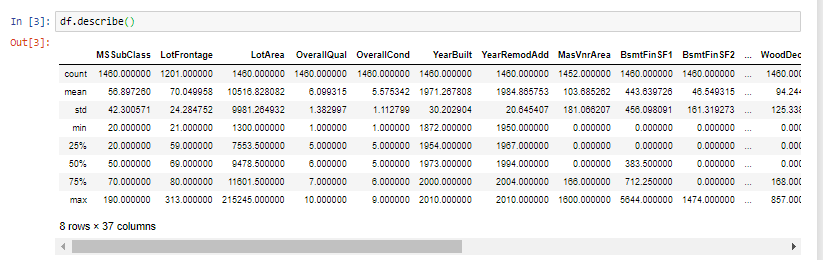 In [3]: df.describe()
Out[3]:
MSSubClass LotFrontage LotArea OverallQual OverallCond YearBuilt YearRemodAdd MasVnrArea BsmtFinSF1 BsmtFinSF2 ... WoodDec
count 1460.000000 1201.000000 1460.000000 1460.000000 1460.000000 1460.000000 1460.000000 1452.000000 1460.000000 1460.000000 ... 1460.000
mean 56.897260 70.049958 10516.828082 6.099315 5.575342 1971.267808 1984.865753 103.685262 443.639726 46.549315 ... 94.244
std 42.300571 24.284752 9981.264932 1.382997 1.112799 30.202904 20.645407 181.066207 456.098091 161.319273 ... 125.338
min 20.000000 21.000000 1300.000000 1.000000 1.000000 1872.000000 1950.000000 0.000000 0.000000 0.000000 ... 0.000
25% 20.000000 59.000000 7553.500000 5.000000 5.000000 1954.000000 1967.000000 0.000000 0.000000 0.000000 ... 0.000
50% 50.000000 69.000000 9478.500000 6.000000 5.000000 1973.000000 1994.000000 0.000000 383.500000 0.000000 ... 0.000
75% 70.000000 80.000000 11601.500000 7.000000 6.000000 2000.000000 2004.000000 166.000000 712.250000 0.000000 ... 168.000
max 190.000000 313.000000 215245.000000 10.000000 9.000000 2010.000000 2010.000000 1600.000000 5644.000000 1474.000000 ... 857.000
8 rows × 37 columns